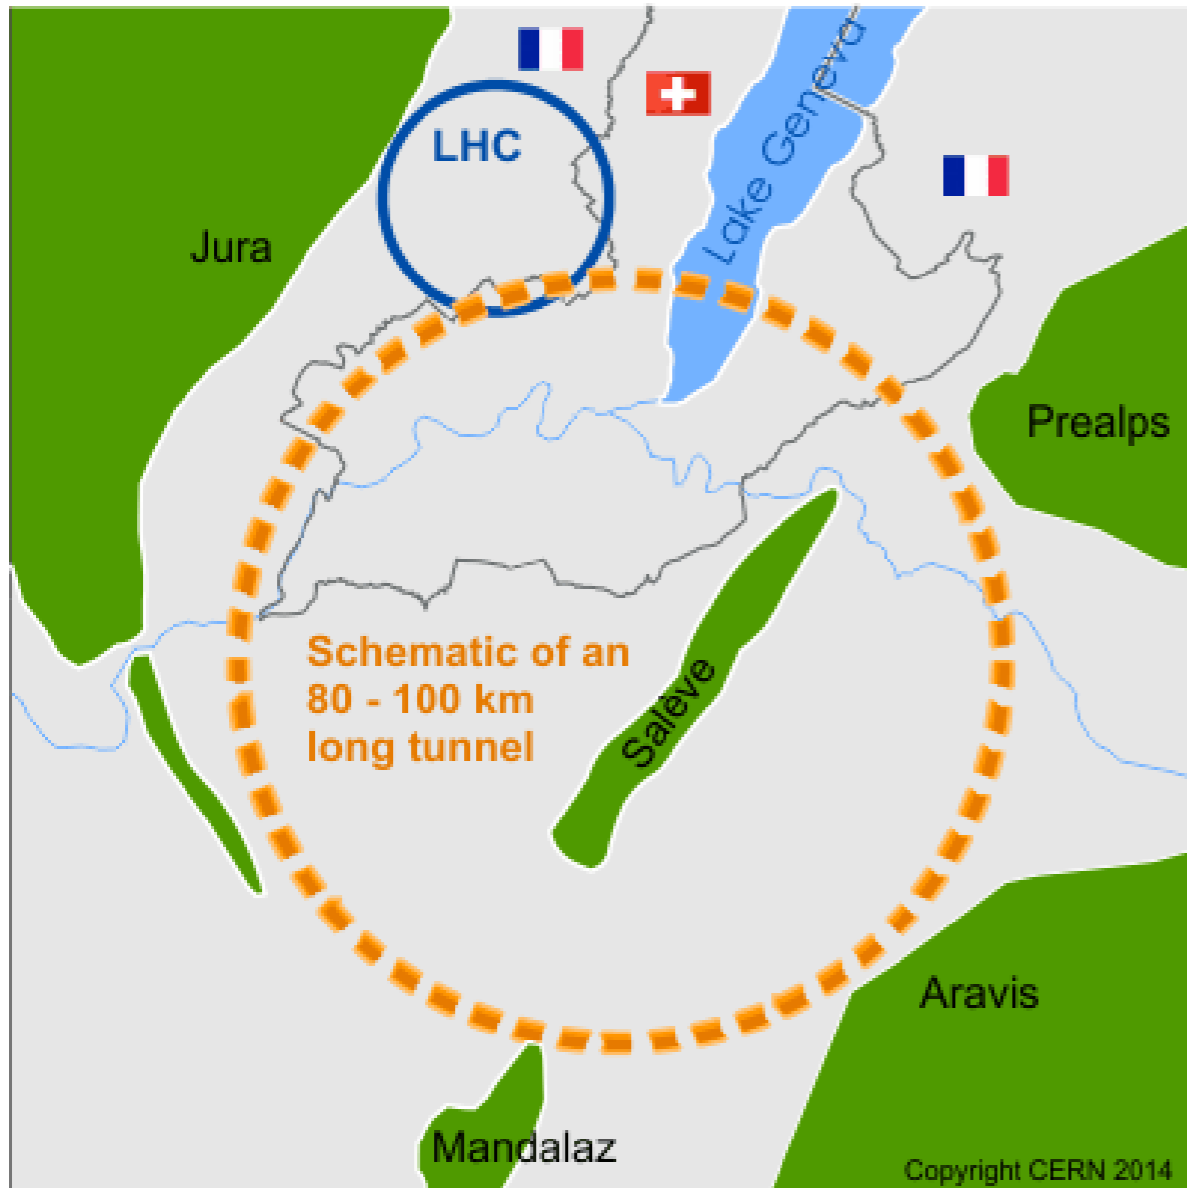 LHC
Lake Geneva
Jura
Prealps
Schematic of an
80 - 100 km
long tunnel
Salève
Aravis
Mandalaz
Copyright CERN 2014